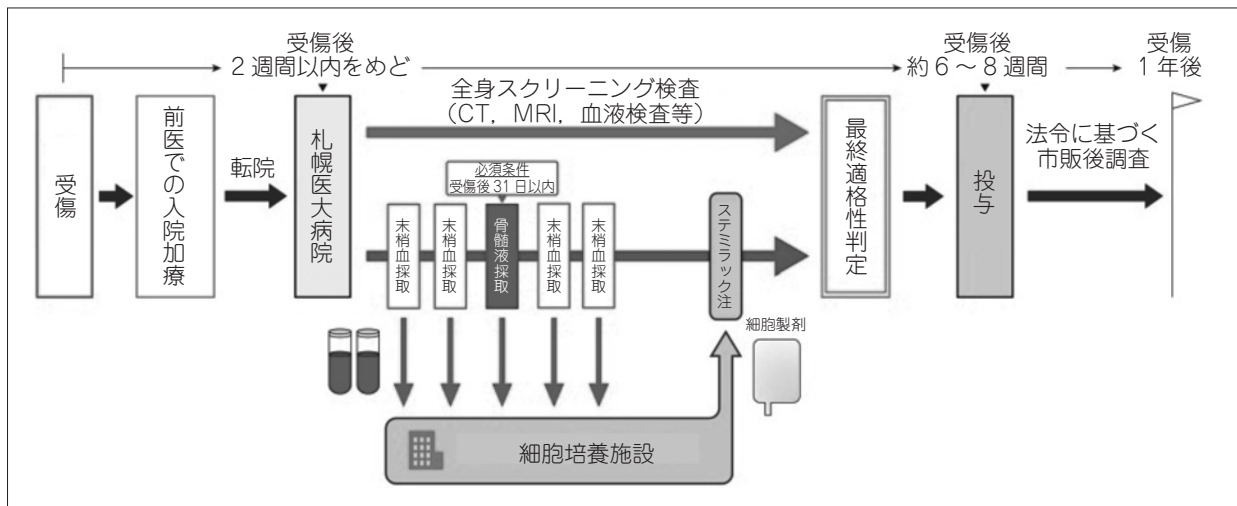 受傷後
2週間以内をめど
受傷後
約6～8週間
受傷
1年後
全身スクリーニング検査
（CT，MRI，血液検査等）
受傷
前医での入院加療
転院
札幌医大病院
必須条件
受傷後31日以内
末梢血採取
末梢血採取
骨髄液採取
末梢血採取
末梢血採取
ステミラック注
最終適格性判定
投与
法令に基づく
市販後調査
細胞製剤
細胞培養施設